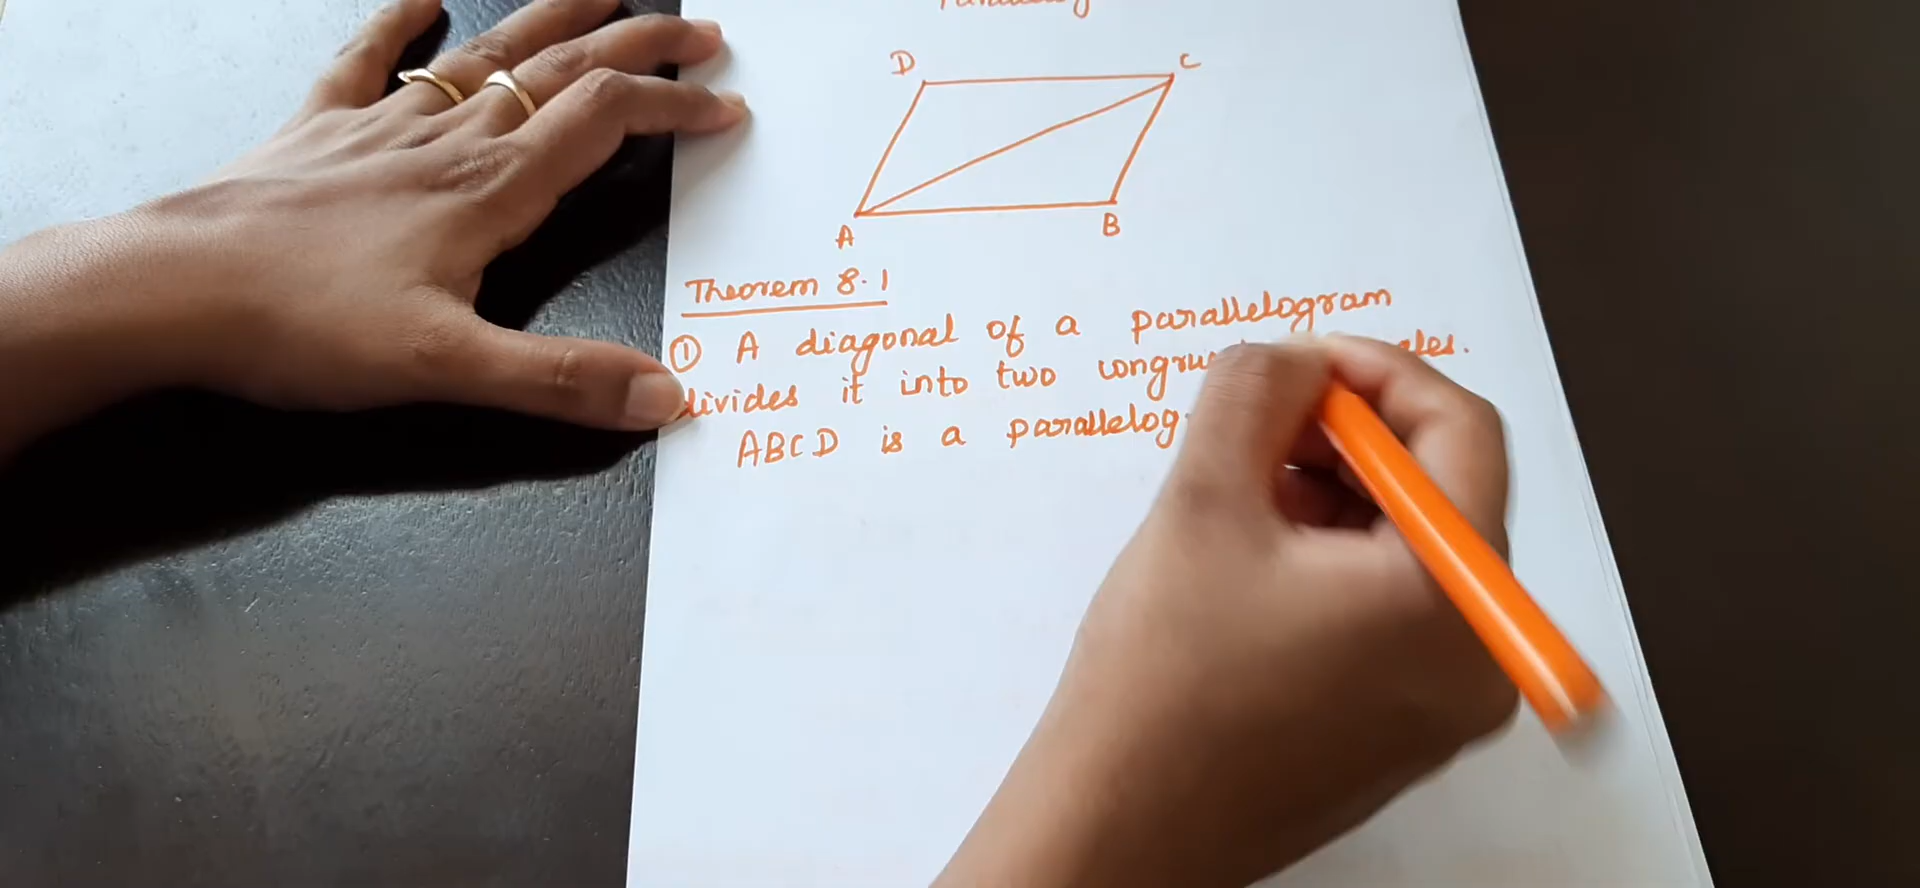 D
C
A
B
Theorem 8.1
① A diagonal of a parallelogram
divides it into two
ABCD is a